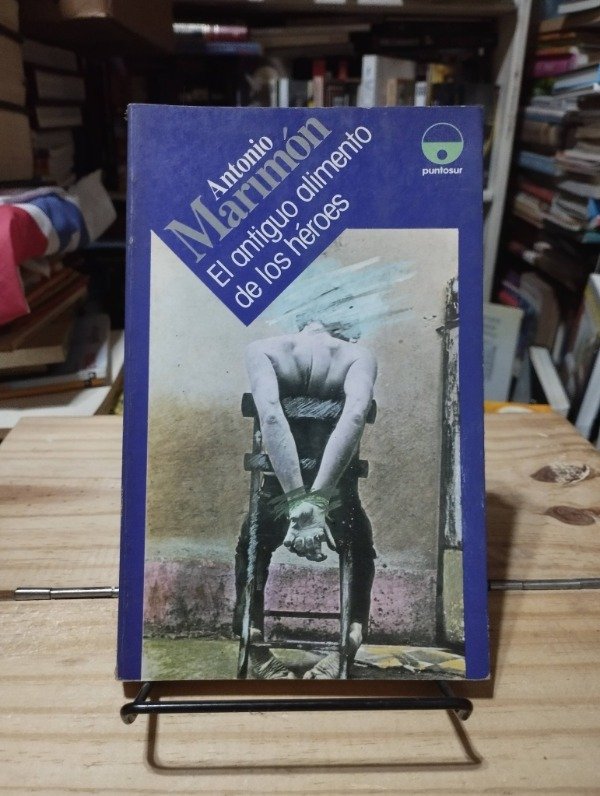 Antonio
Marimón
El antiguo alimento
de los héroes
puntosur